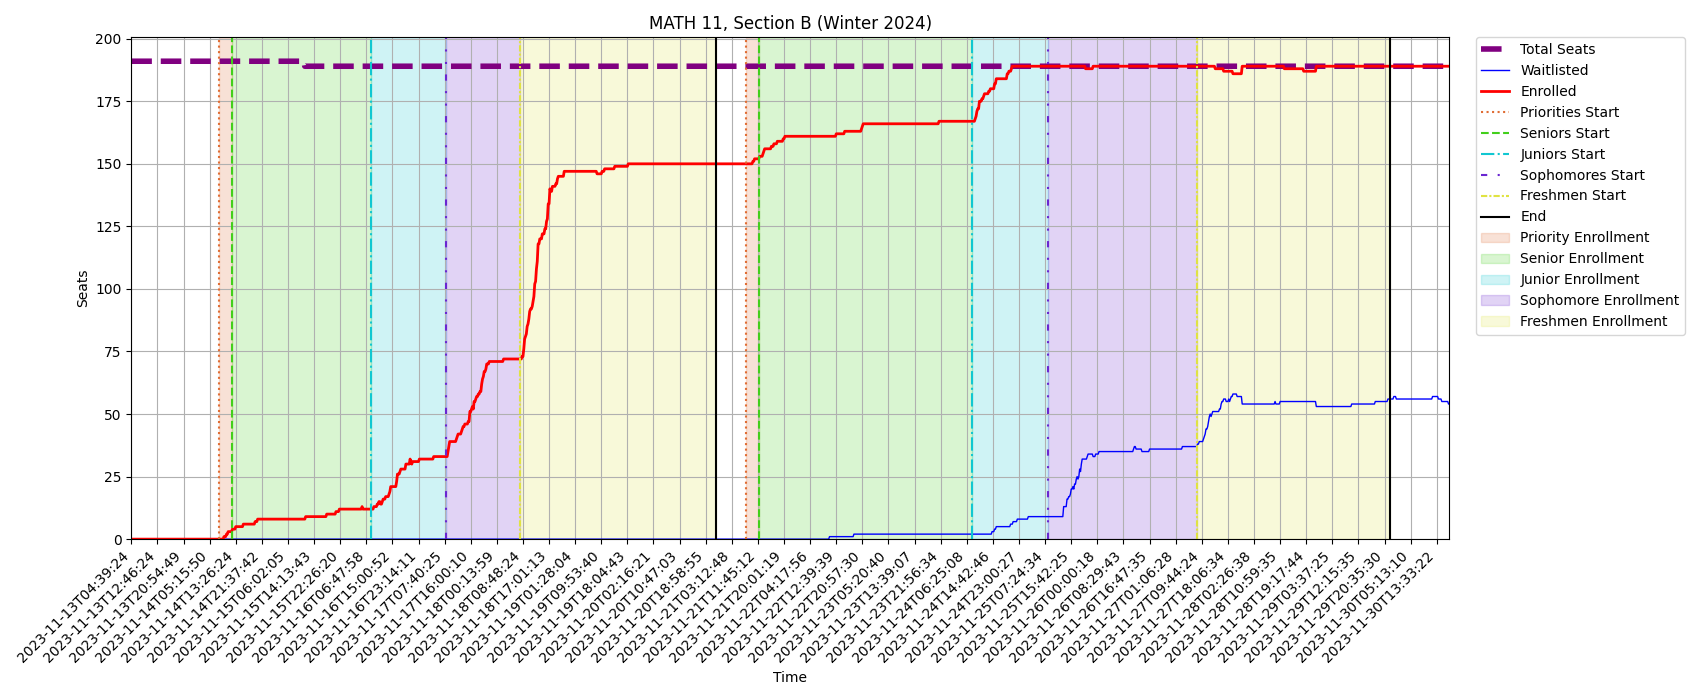 MATH 11, Section B (Winter 2024)
Seats
200
175
150
125
100
75
50
25
0
2023-11-13T04:39:24
2023-11-13T12:46:24
2023-11-13T20:54:49
2023-11-14T05:15:50
2023-11-14T13:26:24
2023-11-14T21:37:42
2023-11-15T06:02:05
2023-11-15T14:13:43
2023-11-15T22:26:20
2023-11-16T06:47:58
2023-11-16T15:00:52
2023-11-16T23:14:11
2023-11-17T07:40:25
2023-11-18T00:13:59
2023-11-18T08:48:24
2023-11-18T17:01:13
2023-11-19T01:28:04
2023-11-19T09:53:40
2023-11-19T18:04:43
2023-11-20T02:16:21
2023-11-20T10:47:03
2023-11-20T18:58:55
2023-11-21T03:12:48
2023-11-21T11:45:12
2023-11-21T20:01:19
2023-11-22T04:17:56
2023-11-22T12:39:39
2023-11-22T20:57:30
2023-11-23T05:20:40
2023-11-23T13:39:07
2023-11-23T21:56:34
2023-11-24T06:25:08
2023-11-24T14:42:46
2023-11-24T23:00:27
2023-11-25T07:24:34
2023-11-25T15:42:25
2023-11-26T00:00:18
2023-11-26T08:29:43
2023-11-26T16:47:35
2023-11-27T01:06:28
2023-11-27T09:44:24
2023-11-27T18:06:34
2023-11-28T02:26:38
2023-11-28T10:59:35
2023-11-28T19:17:44
2023-11-29T03:37:25
2023-11-29T12:15:35
2023-11-29T20:35:30
2023-11-30T05:13:10
2023-11-30T13:33:22
Time
Total Seats
Waitlisted
Enrolled
Priorities Start
Seniors Start
Juniors Start
Sophomores Start
Freshmen Start
End
Priority Enrollment
Senior Enrollment
Junior Enrollment
Sophomore Enrollment
Freshmen Enrollment